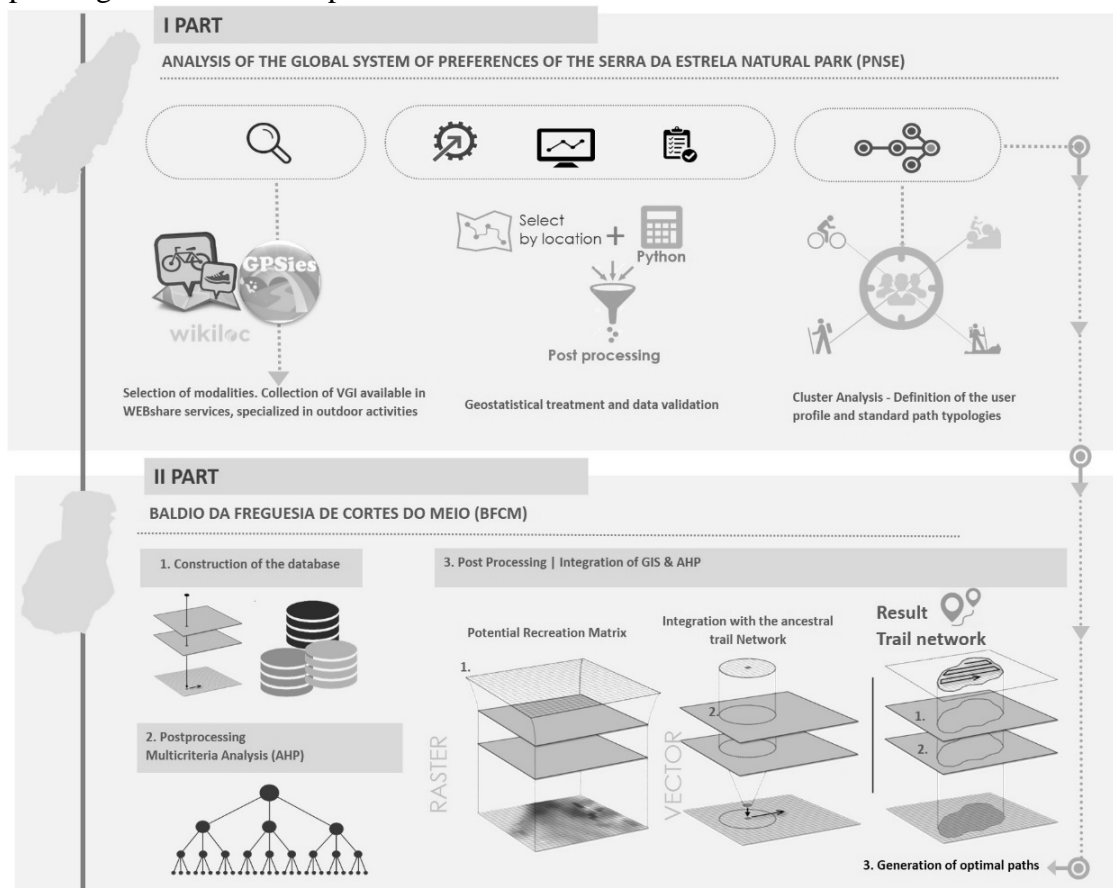 I PART
ANALYSIS OF THE GLOBAL SYSTEM OF PREFERENCES OF THE SERRA DA ESTRELA NATURAL PARK (PNSE)
Select
by location
+
Python
GPSies
wikiloc
Post processing
Selection of modalities. Collection of VGI available in
WEBshare services, specialized in outdoor activities
Geostatistical treatment and data validation
Cluster Analysis - Definition of the user
profile and standard path typologies
II PART
BALDIO DA FREGUESIA DE CORTES DO MEIO (BFCM)
1. Construction of the database
2. Postprocessing
Multicriteria Analysis (AHP)
3. Post Processing | Integration of GIS & AHP
Potential Recreation Matrix
1.
RASTER
Integration with the ancestral
trail Network
2.
VECTOR
Result
Trail network
1.
2.
3. Generation of optimal paths